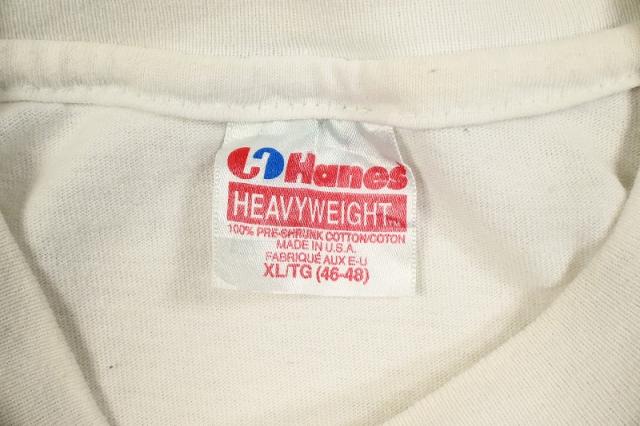 Hanes
HEAVYWEIGHT
100% PRE-SHRUNK COTTON/COTON
MADE IN U.S.A.
FABRIQUÉ AUX E-U
XL/TG (46-48)